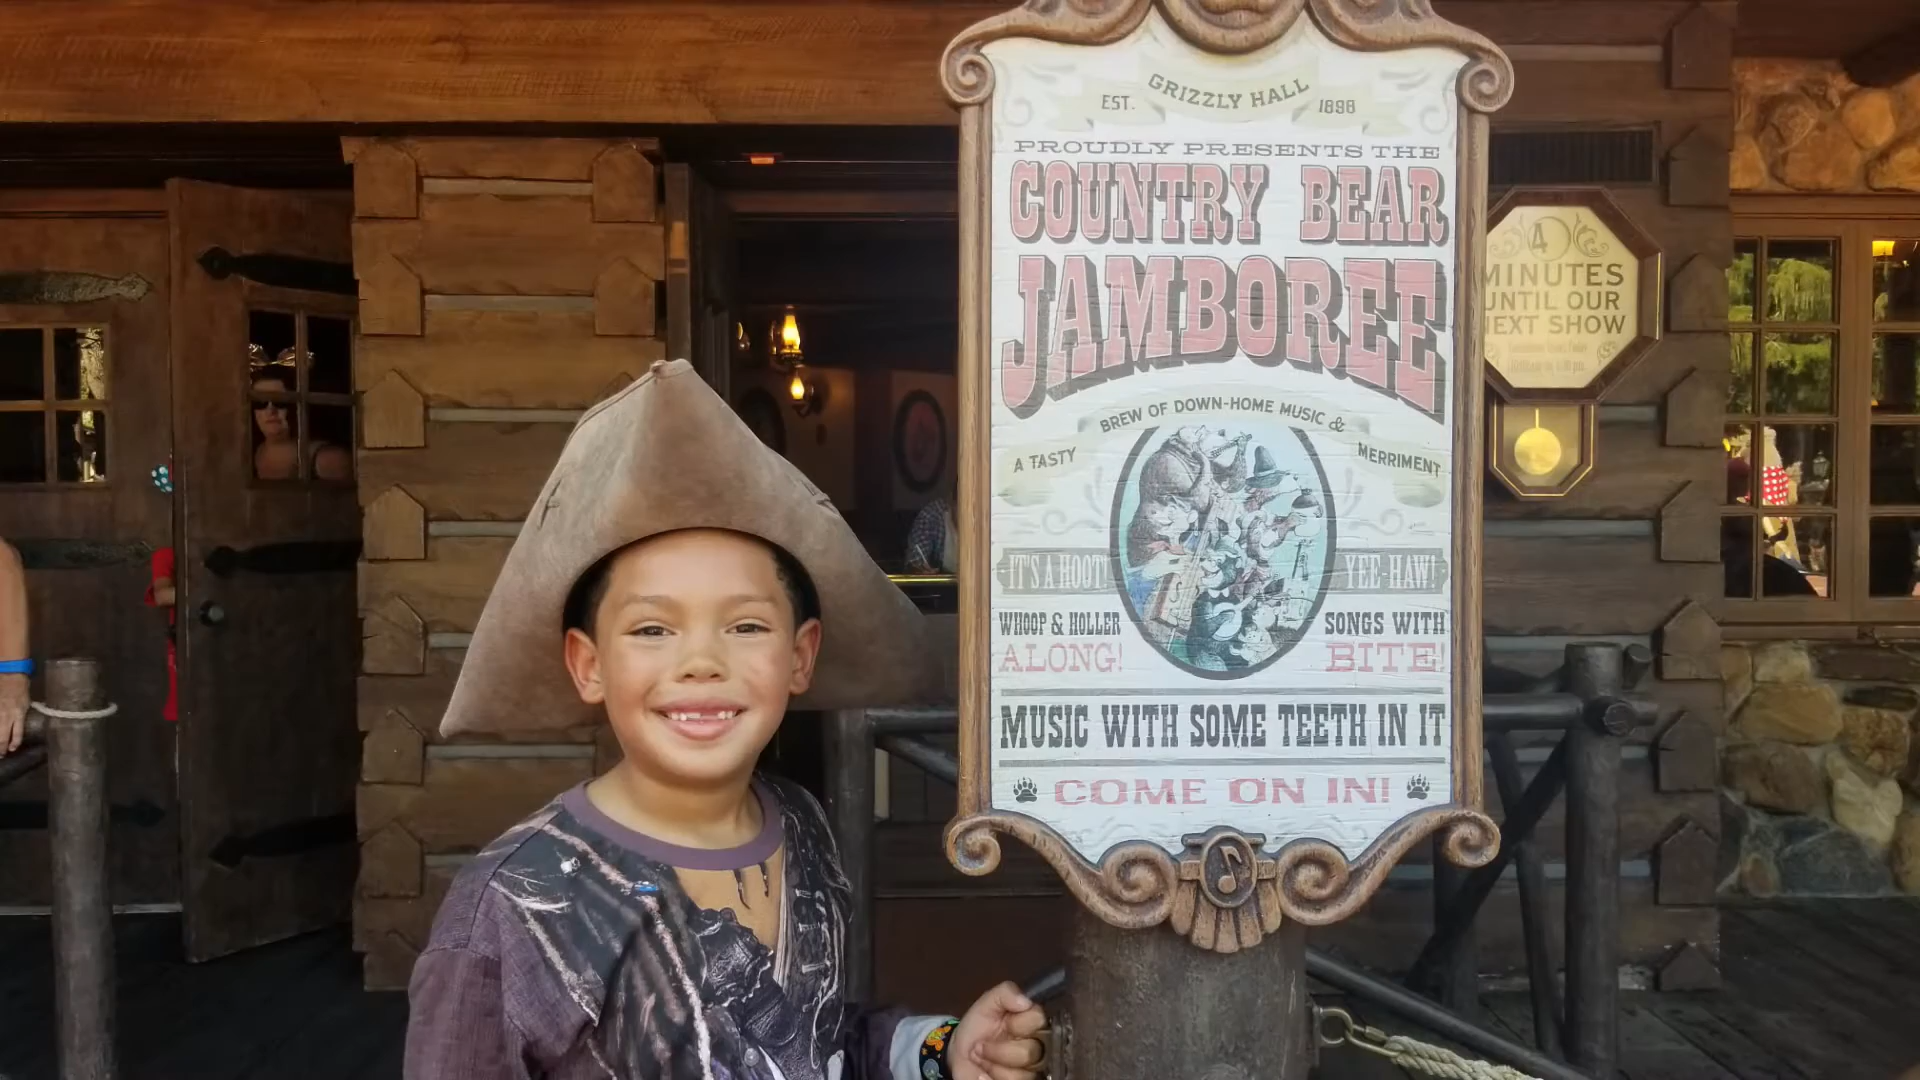 GRIZZLY HALL
EST. 1898
PROUDLY PRESENTS THE
COUNTRY BEAR
JAMBOREE
A TASTY BREW OF DOWN-HOME MUSIC & MERRIMENT
IT'S A HOOT!
YEE-HAW!
WHOOP & HOLLER
ALONG!
SONGS WITH
BITE!
MUSIC WITH SOME TEETH IN IT
COME ON IN!
4
MINUTES
UNTIL OUR
NEXT SHOW